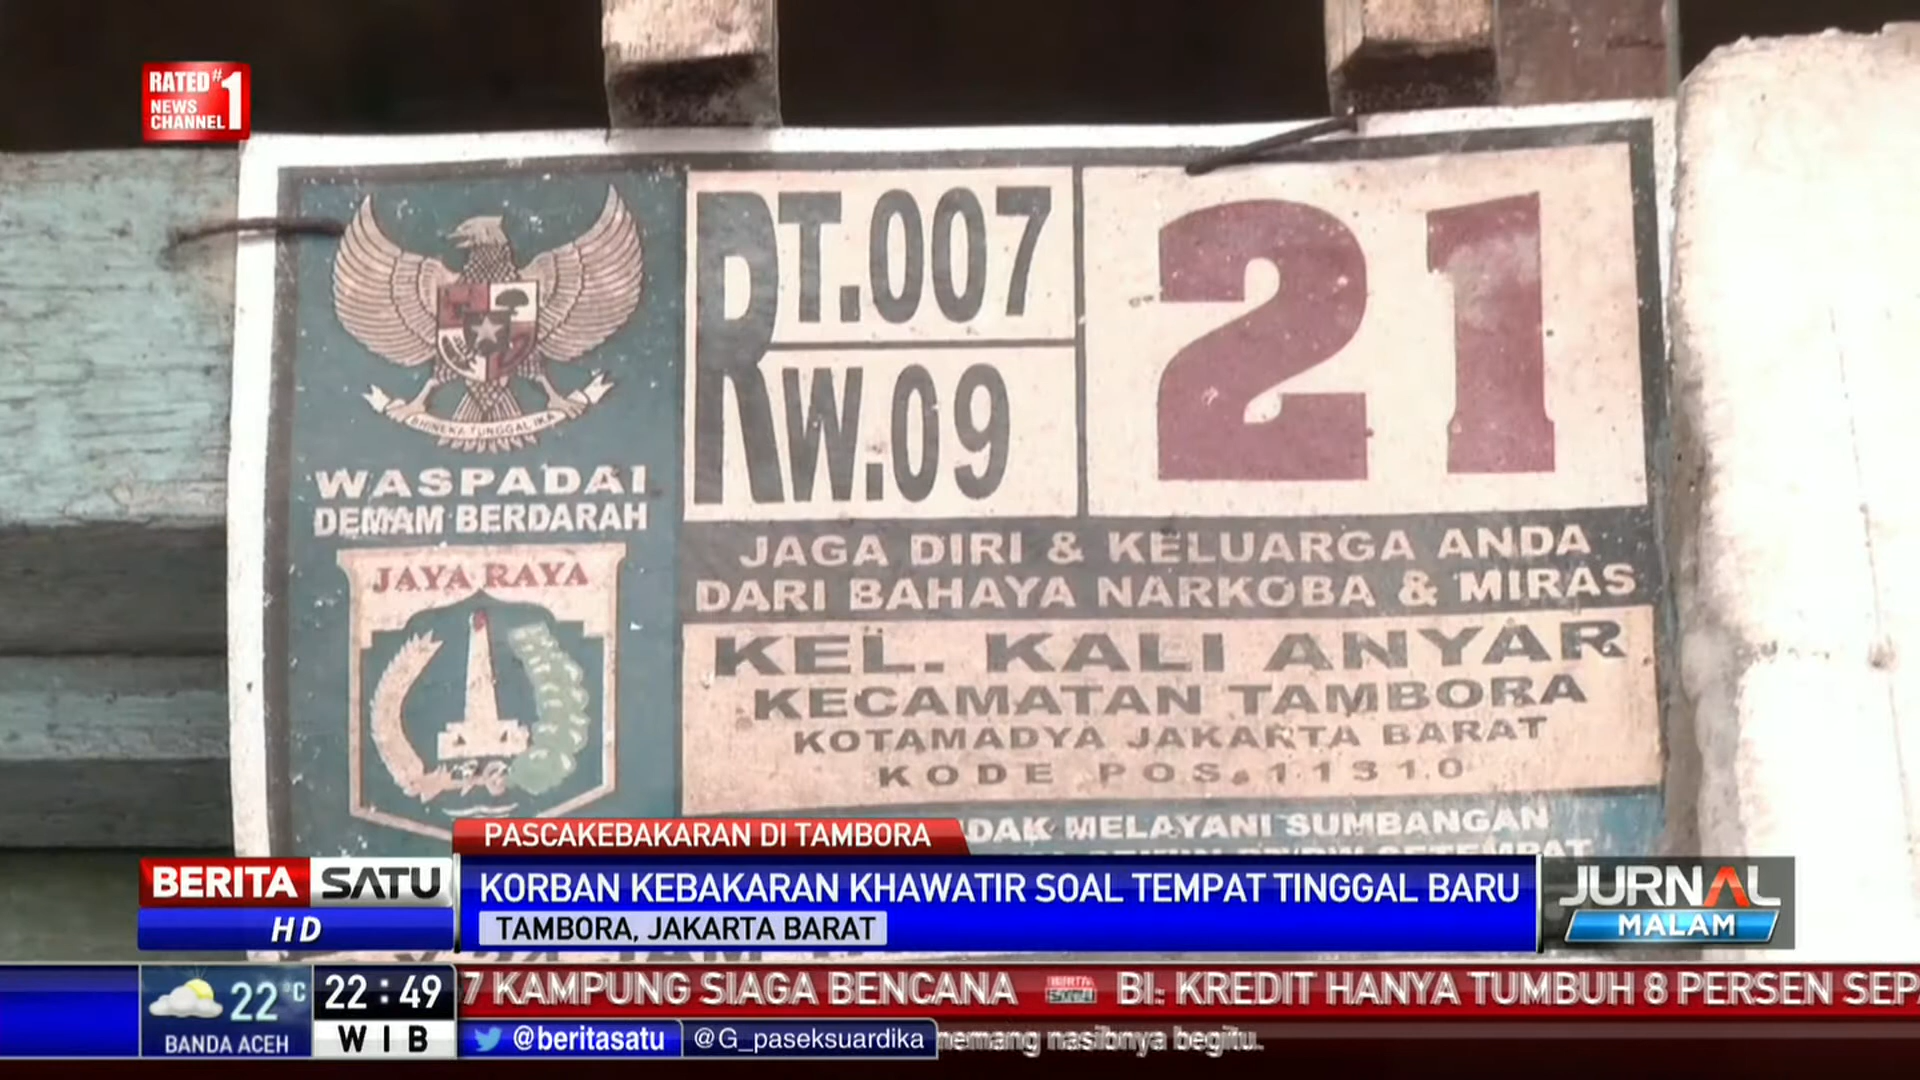 RATED #1
NEWS
CHANNEL
RT.007
RW.09
21
BHINEKA TUNGGAL IKA
WASPADAI
DEMAM BERDARAH
JAYA RAYA
JAGA DIRI & KELUARGA ANDA
DARI BAHAYA NARKOBA & MIRAS
KEL. KALI ANYAR
KECAMATAN TAMBORA
KOTAMADYA JAKARTA BARAT
KODE POS. 11310
MELAYANI SUMBANGAN
SETEMPAT
PASCAKEBAKARAN DI TAMBORA
BERITA SATU
HD
KORBAN KEBAKARAN KHAWATIR SOAL TEMPAT TINGGAL BARU
TAMBORA, JAKARTA BARAT
JURNAL
MALAM
22°C
BANDA ACEH
22:49
WIB
7 KAMPUNG SIAGA BENCANA
BI: KREDIT HANYA TUMBUH 8 PERSEN SEP
@beritasatu
@G_paseksuardika
memang nasibnya begitu.